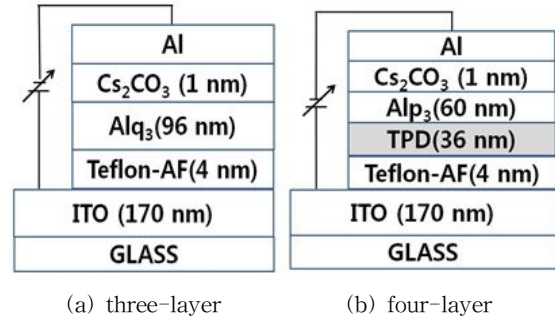 Al
Cs₂CO₃ (1 nm)
Alq₃(96 nm)
Teflon-AF(4 nm)
ITO (170 nm)
GLASS
(a) three-layer
Al
Cs₂CO₃ (1 nm)
Alp₃(60 nm)
TPD(36 nm)
Teflon-AF(4 nm)
ITO (170 nm)
GLASS
(b) four-layer